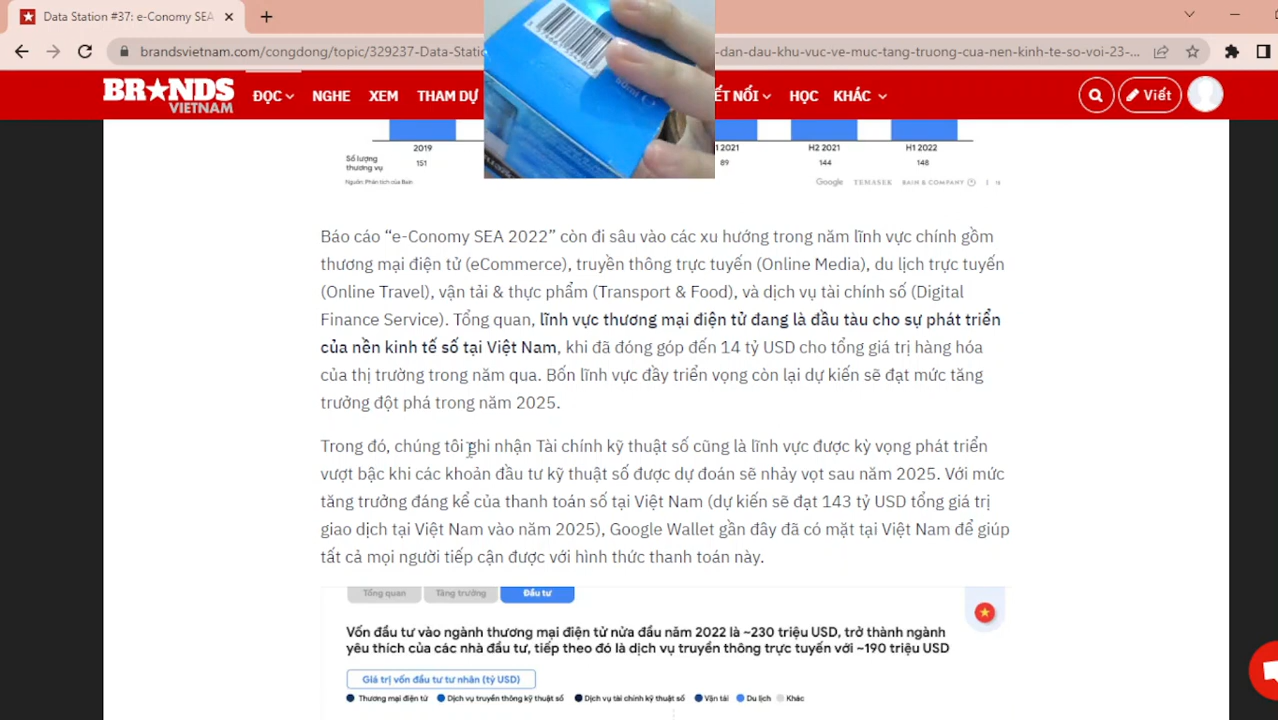 Data Station #37: e-Conomy SEA
brandsvietnam.com/congdong/topic/329237-Data-Stati
dan-dau-khu-vuc-ve-muc-tang-truong-cua-nen-kinh-te-so-voi-23-...
BRANDS VIETNAM
ĐỌC
NGHE
XEM
THAM DỰ
ẾT NỐI
HỌC
KHÁC
Viết
50ml
2019
1 2021
H2 2021
H1 2022
Số lượng
thương vụ
151
89
144
148
Nguồn: Phân tích của Bain
Google TEMASEK BAIN & COMPANY
Báo cáo “e-Conomy SEA 2022” còn đi sâu vào các xu hướng trong năm lĩnh vực chính gồm
thương mại điện tử (eCommerce), truyền thông trực tuyến (Online Media), du lịch trực tuyến
(Online Travel), vận tải & thực phẩm (Transport & Food), và dịch vụ tài chính số (Digital
Finance Service). Tổng quan, lĩnh vực thương mại điện tử đang là đầu tàu cho sự phát triển
của nền kinh tế số tại Việt Nam, khi đã đóng góp đến 14 tỷ USD cho tổng giá trị hàng hóa
của thị trường trong năm qua. Bốn lĩnh vực đầy triển vọng còn lại dự kiến sẽ đạt mức tăng
trưởng đột phá trong năm 2025.
Trong đó, chúng tôi ghi nhận Tài chính kỹ thuật số cũng là lĩnh vực được kỳ vọng phát triển
vượt bậc khi các khoản đầu tư kỹ thuật số được dự đoán sẽ nhảy vọt sau năm 2025. Với mức
tăng trưởng đáng kể của thanh toán số tại Việt Nam (dự kiến sẽ đạt 143 tỷ USD tổng giá trị
giao dịch tại Việt Nam vào năm 2025), Google Wallet gần đây đã có mặt tại Việt Nam để giúp
tất cả mọi người tiếp cận được với hình thức thanh toán này.
Tổng quan
Tăng trưởng
Đầu tư
Vốn đầu tư vào ngành thương mại điện tử nửa đầu năm 2022 là ~230 triệu USD, trở thành ngành
yêu thích của các nhà đầu tư, tiếp theo đó là dịch vụ truyền thông trực tuyến với ~190 triệu USD
Giá trị vốn đầu tư tư nhân (tỷ USD)
Thương mại điện tử
Dịch vụ truyền thông kỹ thuật số
Dịch vụ tài chính kỹ thuật số
Vận tải
Du lịch
Khác